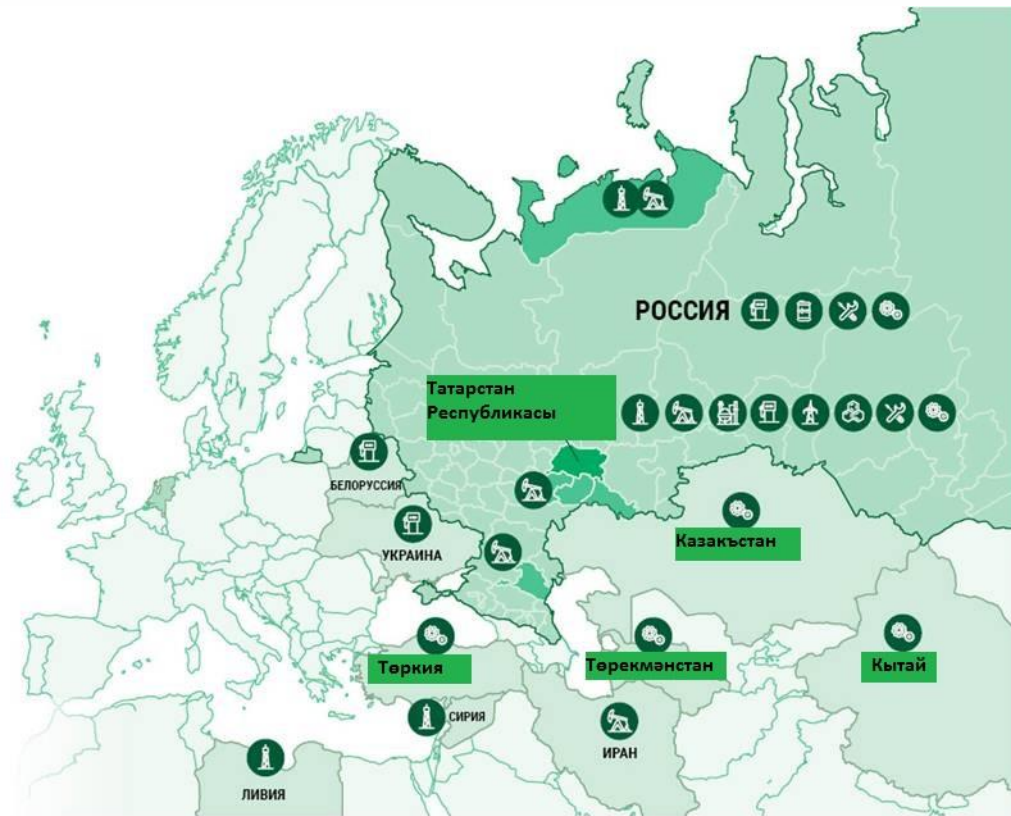 РОССИЯ
Татарстан
Республикасы
БЕЛОРУССИЯ
УКРАИНА
Казакъстан
Төркия
Төрекмәнстан
Кытай
СИРИЯ
ИРАН
ЛИВИЯ